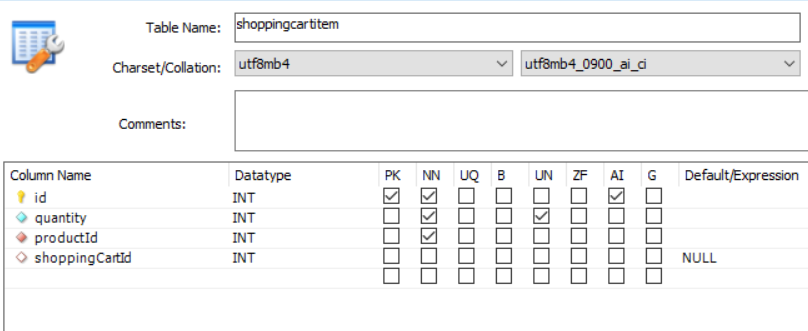 Table Name: shoppingcartitem
Charset/Collation: utf8mb4 utf8mb4_0900_ai_ci
Comments:
Column Name Datatype PK NN UQ B UN ZF AI G Default/Expression
id INT
quantity INT
productId INT
shoppingCartId INT NULL